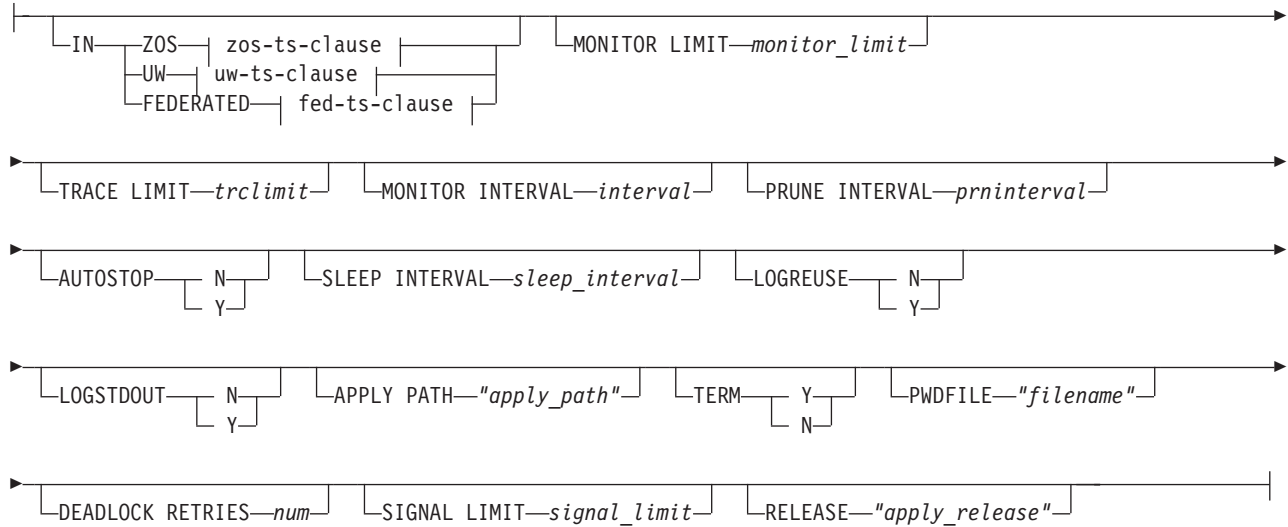 IN ZOS zos-ts-clause MONITOR LIMIT monitor_limit
UW uw-ts-clause
FEDERATED fed-ts-clause
TRACE LIMIT trclimit MONITOR INTERVAL interval PRUNE INTERVAL prninterval
AUTOSTOP N SLEEP INTERVAL sleep_interval LOGREUSE N
Y Y
LOGSTDOUT N APPLY PATH "apply_path" TERM Y PWDFILE "filename"
Y N
DEADLOCK RETRIES num SIGNAL LIMIT signal_limit RELEASE "apply_release"